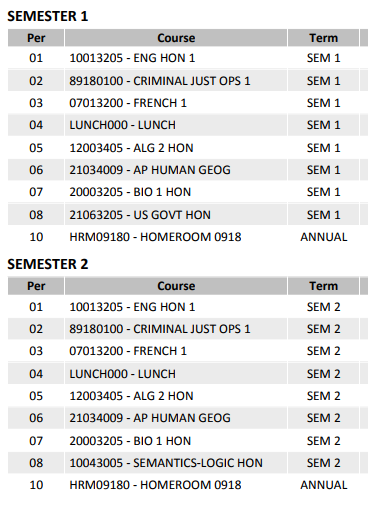 SEMESTER 1
Per Course Term
01 10013205 - ENG HON 1 SEM 1
02 89180100 - CRIMINAL JUST OPS 1 SEM 1
03 07013200 - FRENCH 1 SEM 1
04 LUNCH000 - LUNCH SEM 1
05 12003405 - ALG 2 HON SEM 1
06 21034009 - AP HUMAN GEOG SEM 1
07 20003205 - BIO 1 HON SEM 1
08 21063205 - US GOVT HON SEM 1
10 HRM09180 - HOMEROOM 0918 ANNUAL
SEMESTER 2
Per Course Term
01 10013205 - ENG HON 1 SEM 2
02 89180100 - CRIMINAL JUST OPS 1 SEM 2
03 07013200 - FRENCH 1 SEM 2
04 LUNCH000 - LUNCH SEM 2
05 12003405 - ALG 2 HON SEM 2
06 21034009 - AP HUMAN GEOG SEM 2
07 20003205 - BIO 1 HON SEM 2
08 10043005 - SEMANTICS-LOGIC HON SEM 2
10 HRM09180 - HOMEROOM 0918 ANNUAL